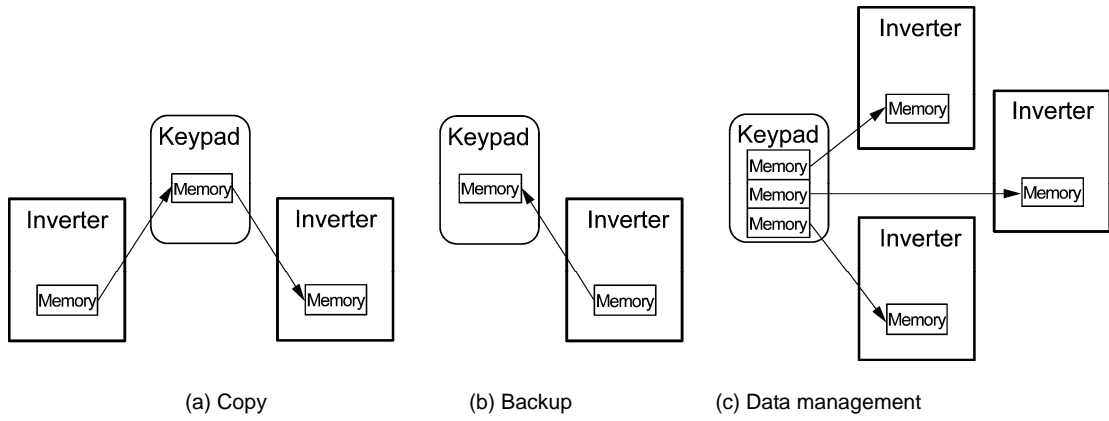 Inverter
Memory
Keypad
Memory
Inverter
Memory
(a) Copy
Keypad
Memory
Inverter
Memory
(b) Backup
Keypad
Memory
Memory
Memory
Inverter
Memory
Inverter
Memory
Inverter
Memory
(c) Data management